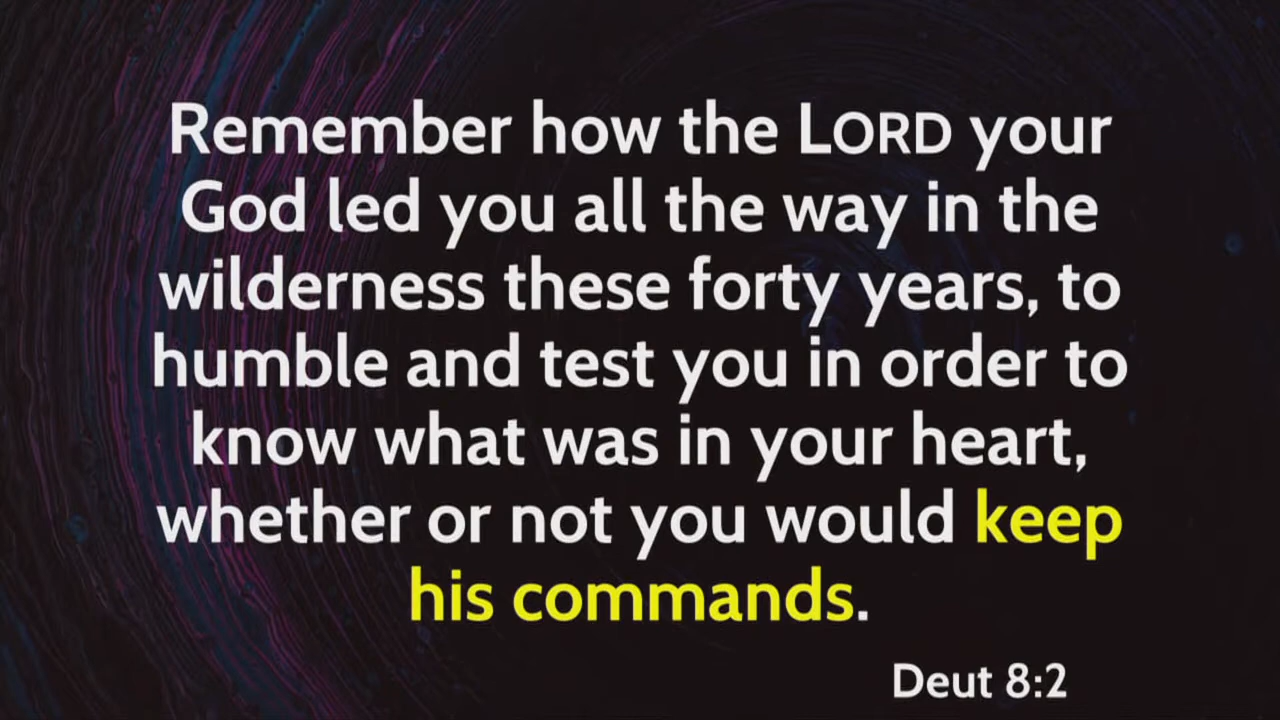 Remember how the LORD your
God led you all the way in the
wilderness these forty years, to
humble and test you in order to
know what was in your heart,
whether or not you would keep
his commands.
Deut 8:2